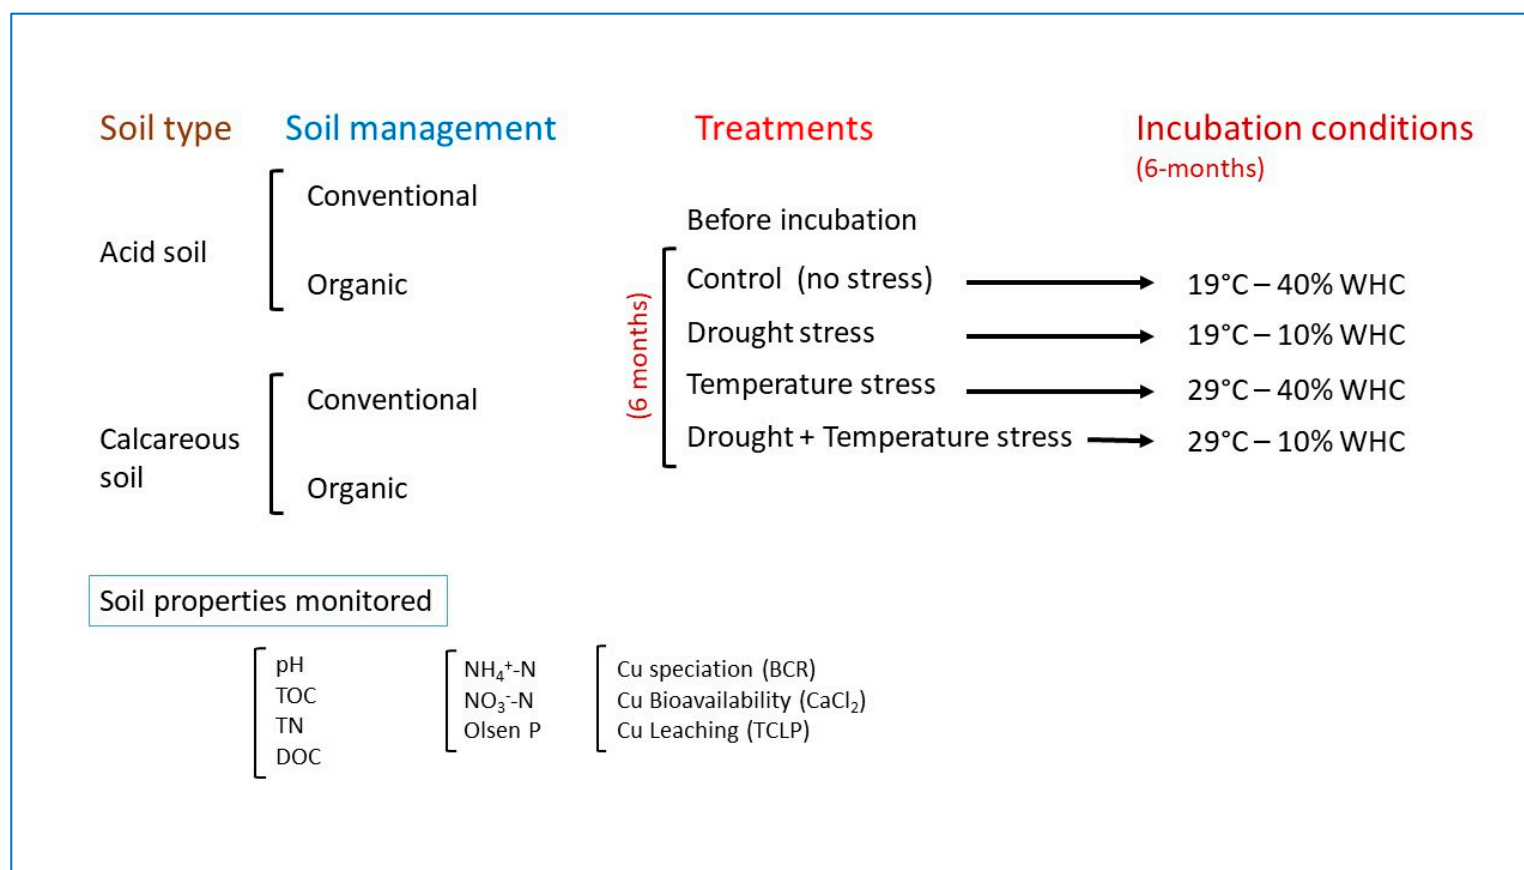 Soil type
Soil management
Treatments
Incubation conditions
(6-months)
Acid soil
Conventional
Organic
Calcareous
soil
Conventional
Organic
(6 months)
Before incubation
Control (no stress)
19°C – 40% WHC
Drought stress
19°C – 10% WHC
Temperature stress
29°C – 40% WHC
Drought + Temperature stress
29°C – 10% WHC
Soil properties monitored
pH
TOC
TN
DOC
NH₄⁺-N
NO₃⁻-N
Olsen P
Cu speciation (BCR)
Cu Bioavailability (CaCl₂)
Cu Leaching (TCLP)